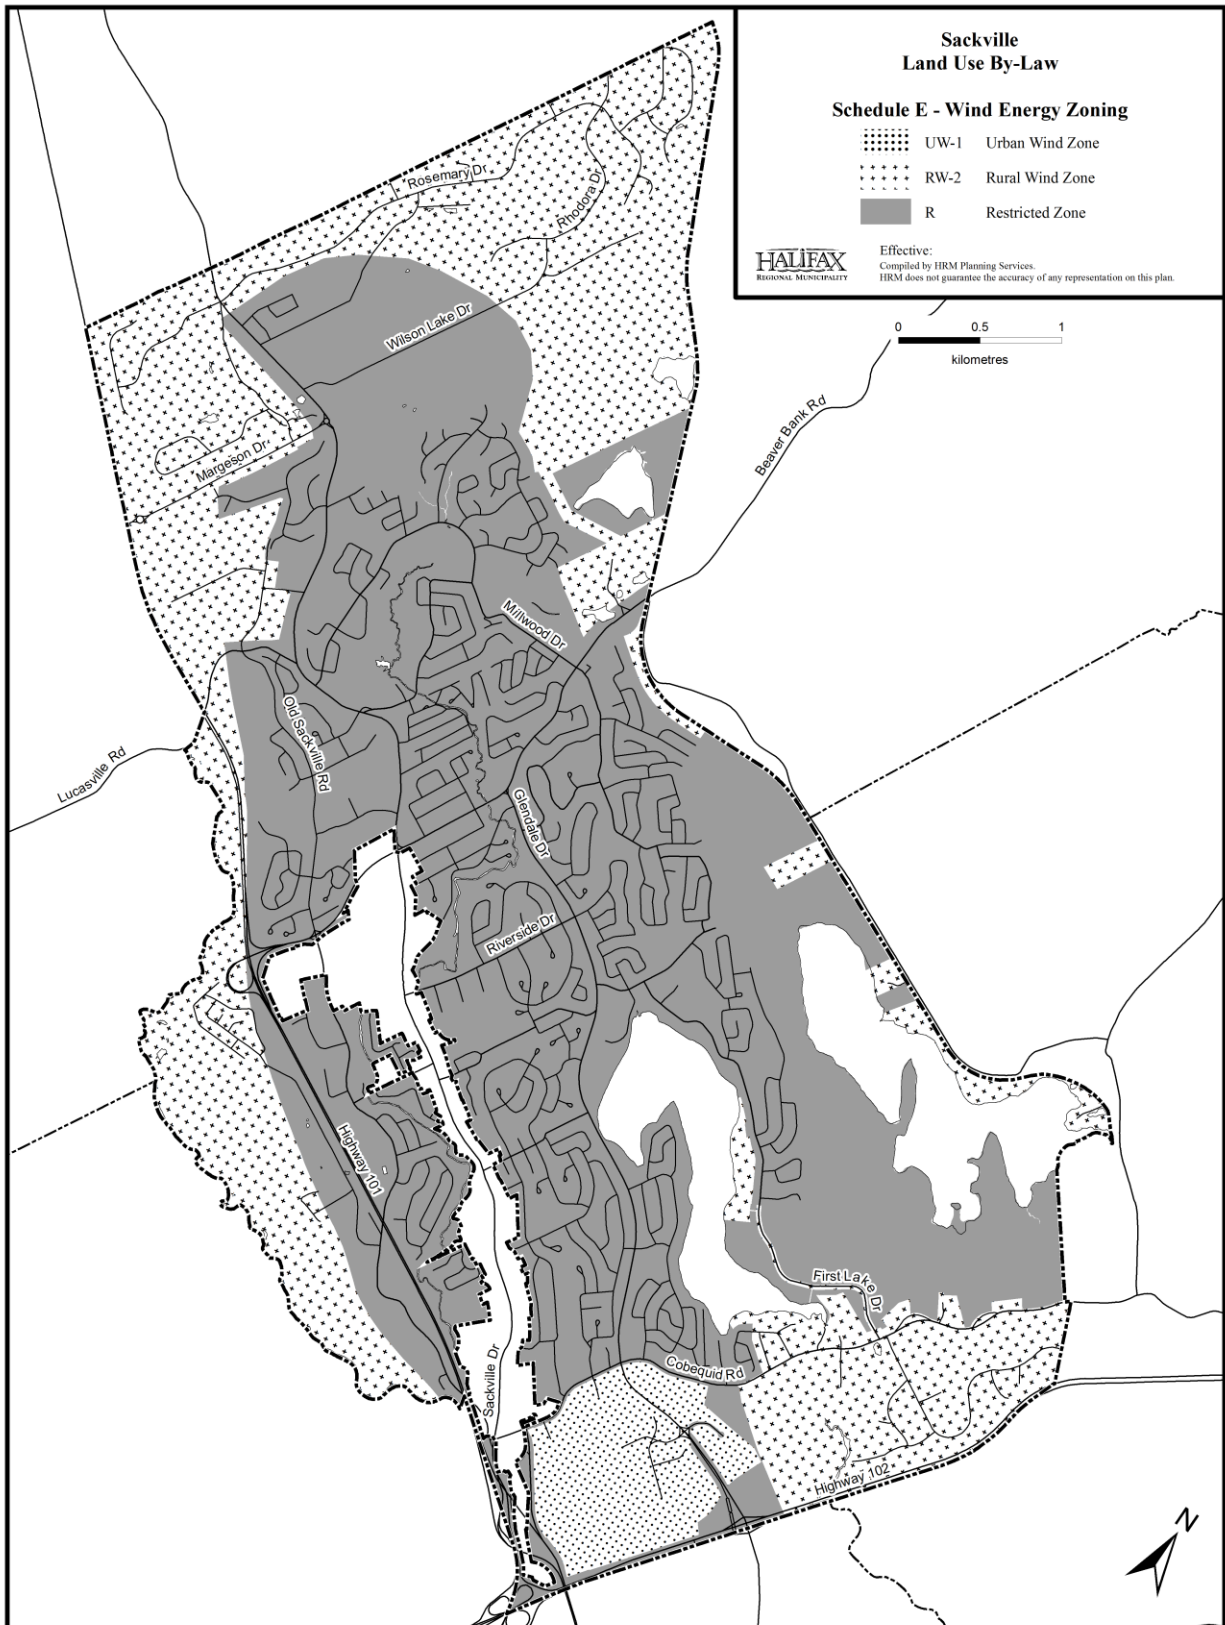 Sackville
Land Use By-Law
Schedule E - Wind Energy Zoning
UW-1 Urban Wind Zone
RW-2 Rural Wind Zone
R Restricted Zone
HALIFAX
REGIONAL MUNICIPALITY
Effective:
Compiled by HRM Planning Services.
HRM does not guarantee the accuracy of any representation on this plan.
0 0.5 1
kilometres
Rosemary Dr
Rhodora Dr
Wilson Lake Dr
Beaver Bank Rd
Margeson Dr
Millwood Dr
Old Sackville Rd
Lucasville Rd
Glendale Dr
Riverside Dr
Highway 101
First Lake Dr
Sackville Dr
Cobequid Rd
Highway 102
N